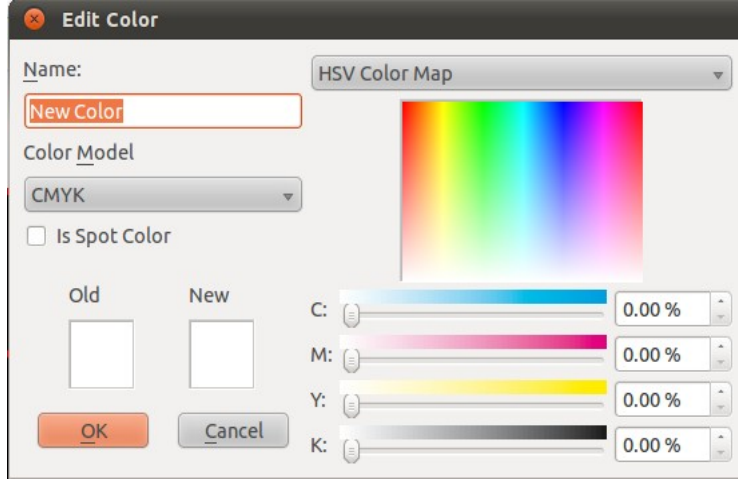 Edit Color
Name:
New Color
Color Model
CMYK
Is Spot Color
Old
New
OK
Cancel
HSV Color Map
C:
0.00 %
M:
0.00 %
Y:
0.00 %
K:
0.00 %